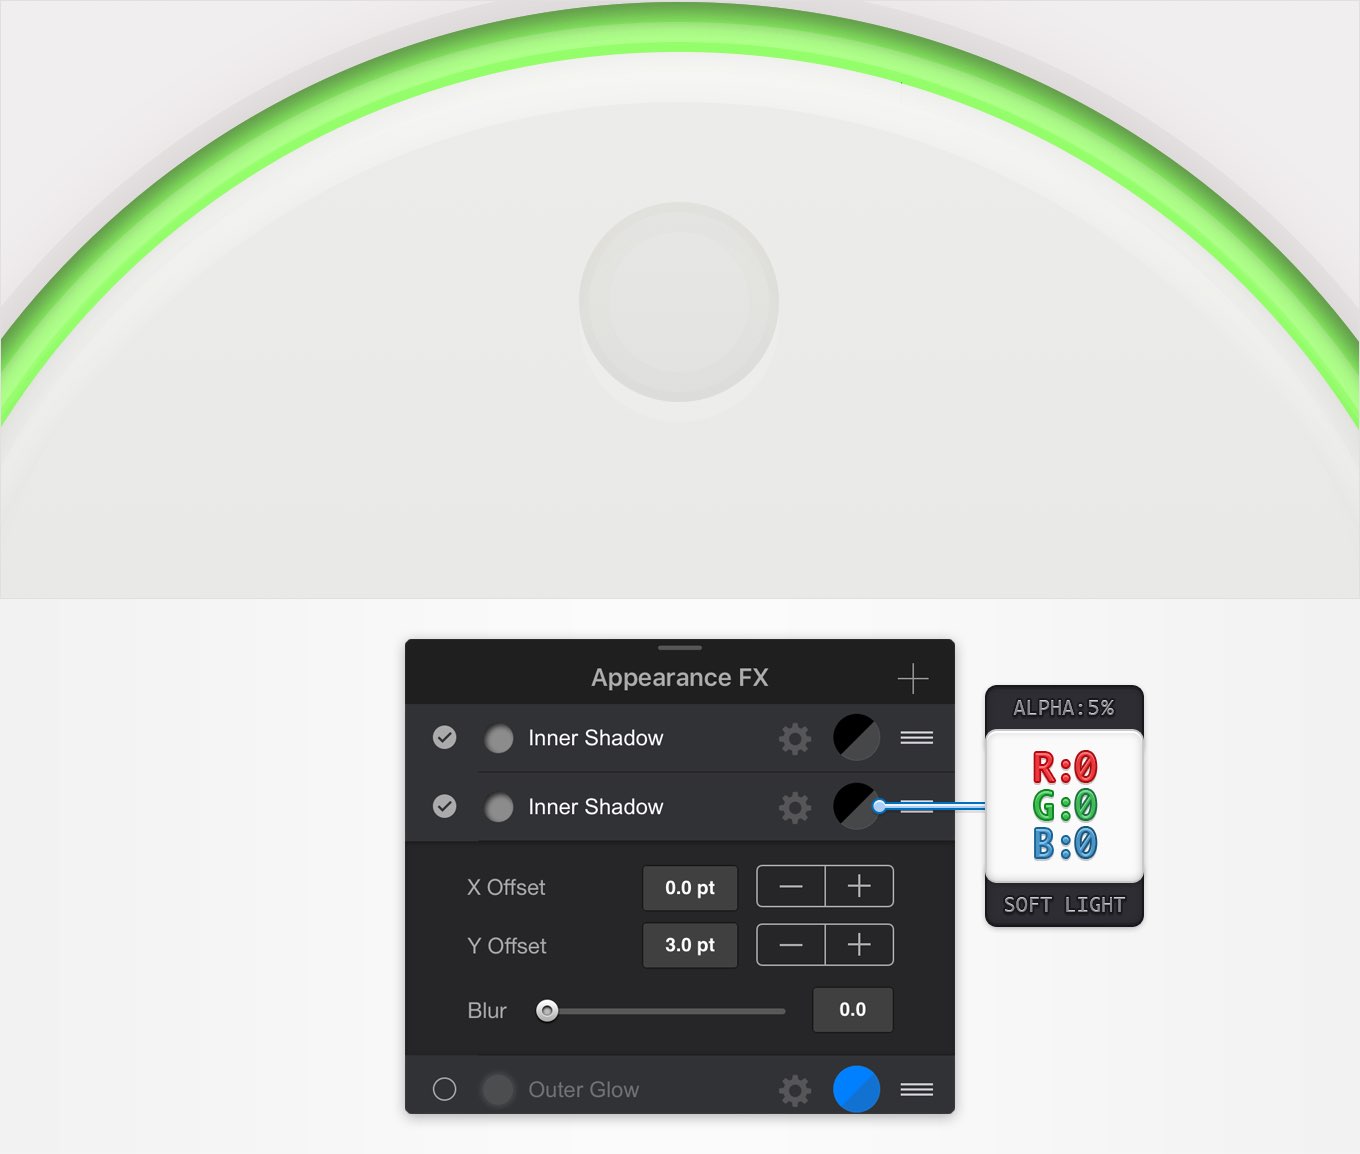 Appearance FX
Inner Shadow
Inner Shadow
X Offset 0.0 pt
Y Offset 3.0 pt
Blur 0.0
Outer Glow
ALPHA:5%
R:0
G:0
B:0
SOFT LIGHT